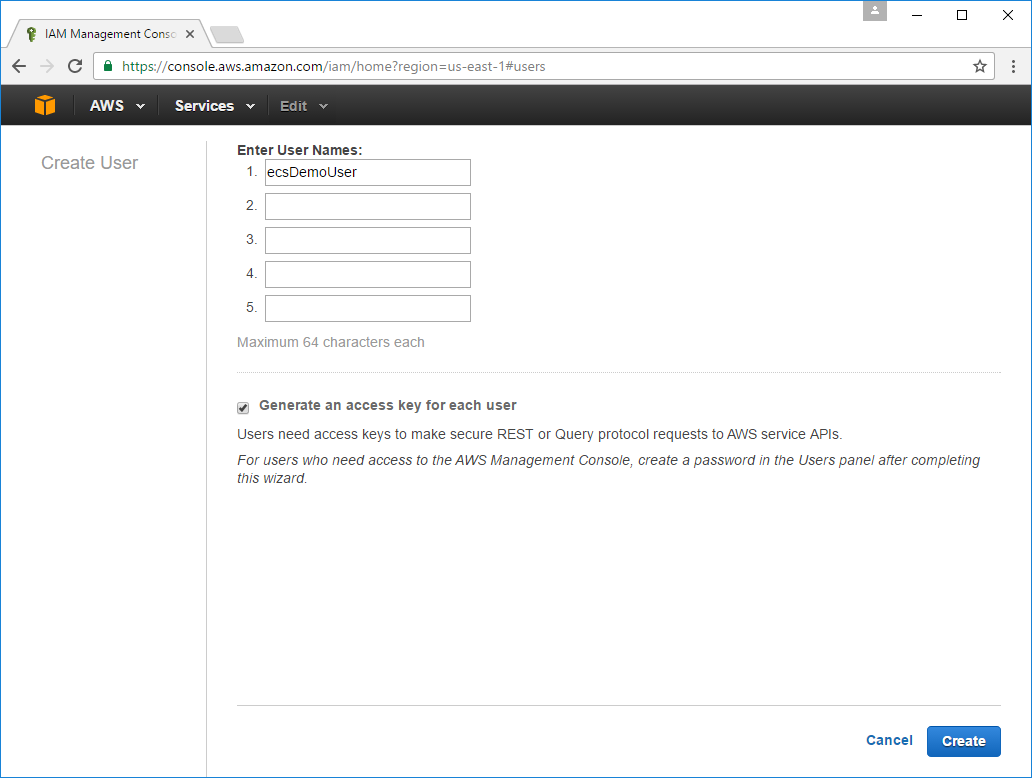 IAM Management Conso
https://console.aws.amazon.com/iam/home?region=us-east-1#users
AWS Services Edit
Create User
Enter User Names:
1. ecsDemoUser
2.
3.
4.
5.
Maximum 64 characters each
Generate an access key for each user
Users need access keys to make secure REST or Query protocol requests to AWS service APIs.
For users who need access to the AWS Management Console, create a password in the Users panel after completing
this wizard.
Cancel Create